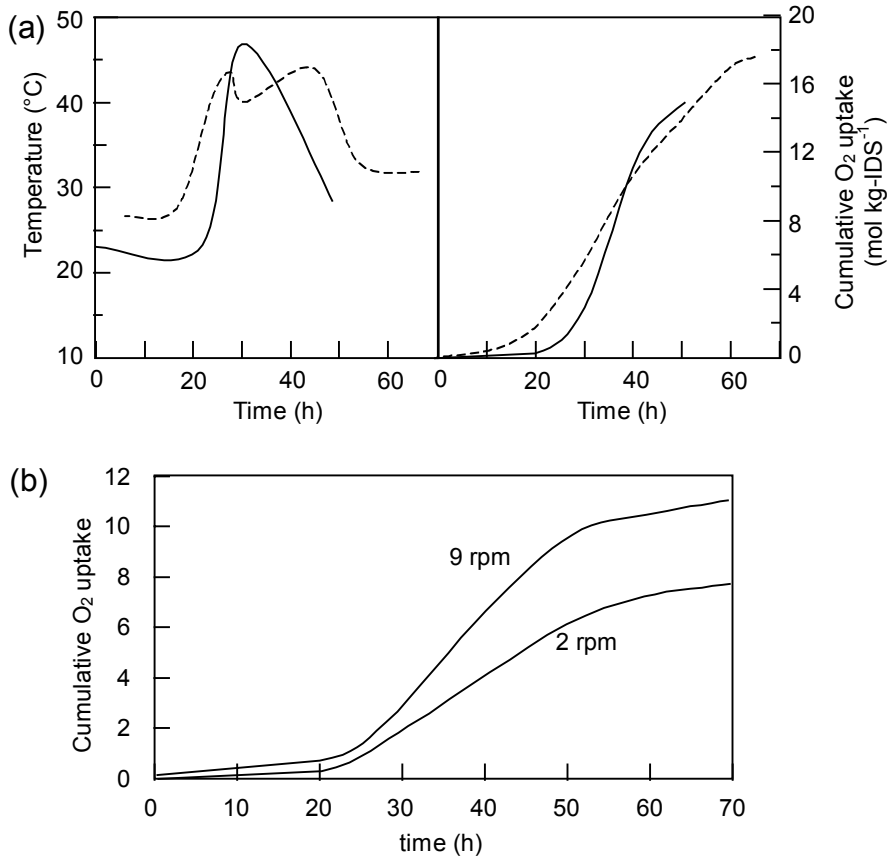 (a)
Temperature (°C)
50
40
30
20
10
0 20 40 60
Time (h)
0 20 40 60
Time (h)
20
16
12
8
4
0
Cumulative O₂ uptake
(mol kg-IDS⁻¹)
(b)
Cumulative O₂ uptake
12
10
8
6
4
2
0
9 rpm
2 rpm
0 10 20 30 40 50 60 70
time (h)